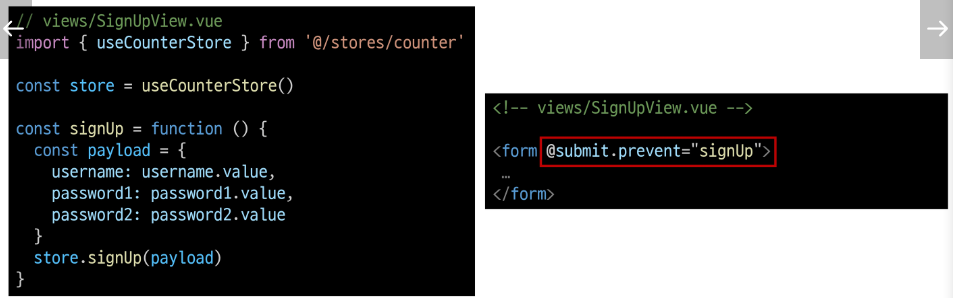 // views/SignUpView.vue
import { useCounterStore } from '@/stores/counter'
const store = useCounterStore()
const signUp = function () {
  const payload = {
    username: username.value,
    password1: password1.value,
    password2: password2.value
  }
  store.signUp(payload)
}
<!-- views/SignUpView.vue -->
<form @submit.prevent="signUp">
 …
</form>